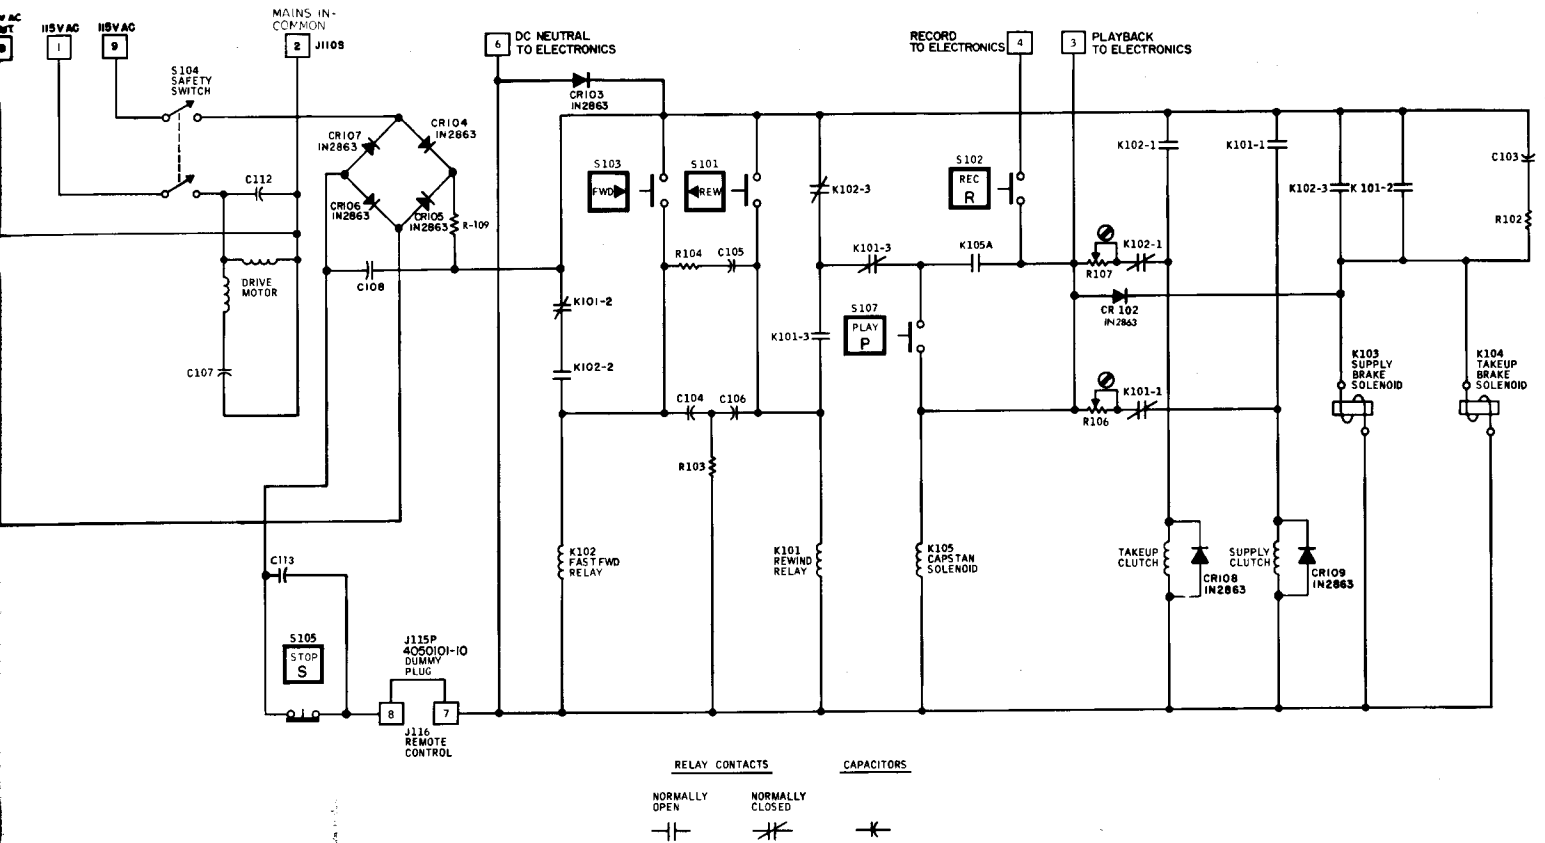 AC
115VAC
1
115VAC
9
MAINS IN-
COMMON
2 J110S
6
DC NEUTRAL
TO ELECTRONICS
RECORD
TO ELECTRONICS
4
3
PLAYBACK
TO ELECTRONICS
S104
SAFETY
SWITCH
CR103
IN2863
CR107
IN2863
CR104
IN2863
CR106
IN2863
CR105
IN2863
R-109
C112
DRIVE
MOTOR
C107
C108
S103
FWD
S101
REW
K102-3
S102
REC
R
K102-1
K101-1
K102-3
K101-2
C103
R102
R104
C105
K101-3
K105A
R107
K102-1
CR102
IN2863
K101-2
K102-2
K101-3
S107
PLAY
P
K103
SUPPLY
BRAKE
SOLENOID
K104
TAKEUP
BRAKE
SOLENOID
C104
C106
R103
R106
K101-1
K102
FAST FWD
RELAY
K101
REWIND
RELAY
K105
CAPSTAN
SOLENOID
TAKEUP
CLUTCH
CR108
IN2863
SUPPLY
CLUTCH
CR109
IN2863
C113
S105
STOP
S
J115P
4050101-10
DUMMY
PLUG
8
7
J116
REMOTE
CONTROL
RELAY CONTACTS
CAPACITORS
NORMALLY
OPEN
NORMALLY
CLOSED